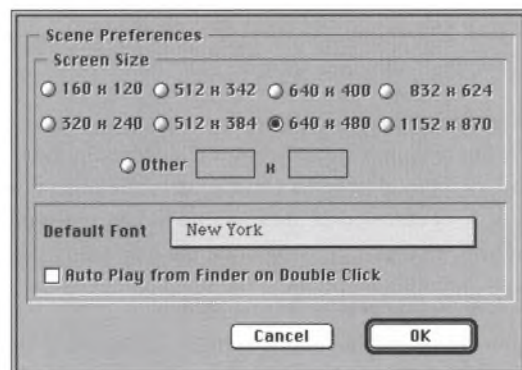 Scene Preferences
Screen Size
160 x 120 512 x 342 640 x 400 832 x 624
320 x 240 512 x 384 640 x 480 1152 x 870
Other x
Default Font New York
Auto Play from Finder on Double Click
Cancel OK